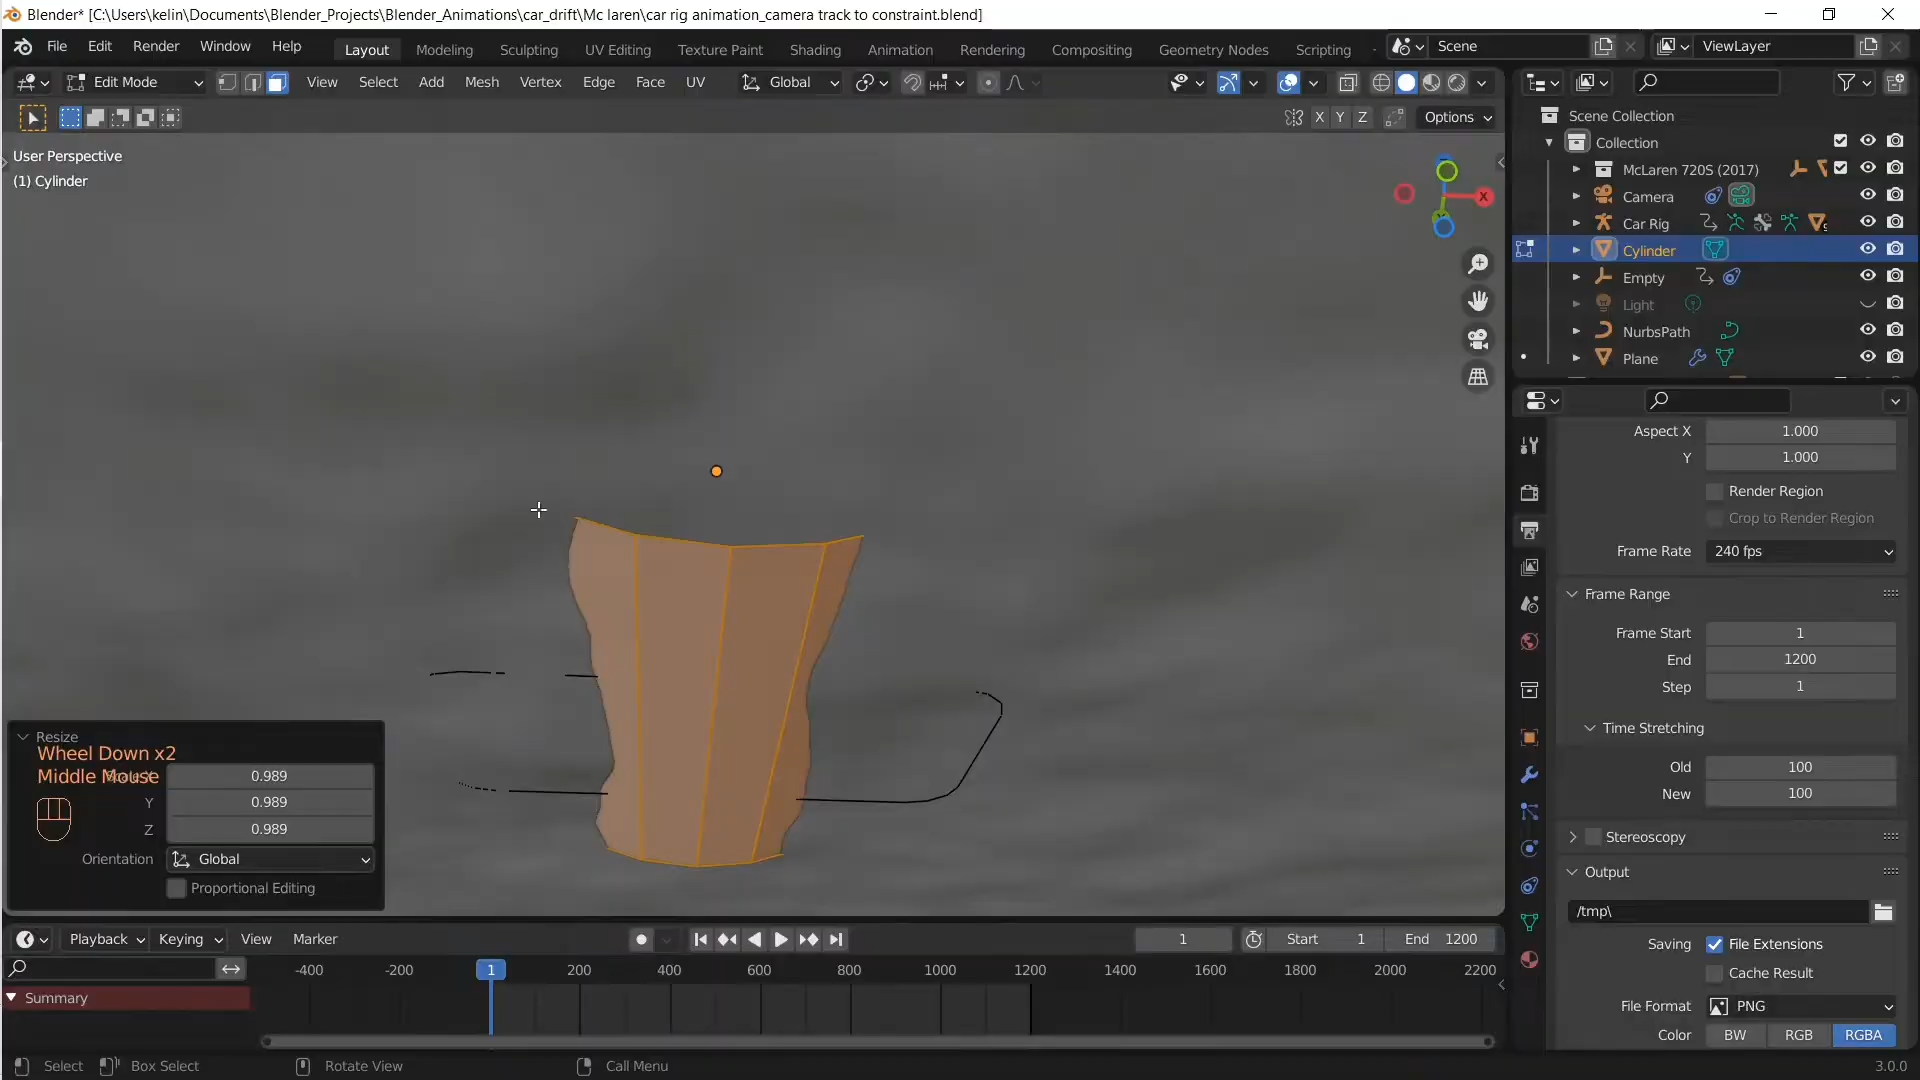 Blender* [C:\Users\kelin\Documents\Blender_Projects\Blender_Animations\car_drift\Mc laren\car rig animation_camera track to constraint.blend]
File Edit Render Window Help Layout Modeling Sculpting UV Editing Texture Paint Shading Animation Rendering Compositing Geometry Nodes Scripting Scene ViewLayer
Edit Mode View Select Add Mesh Vertex Edge Face UV Global
X Y Z Options
User Perspective
(1) Cylinder
X
Scene Collection
Collection
McLaren 720S (2017)
Camera
Car Rig
Cylinder
Empty
Light
NurbsPath
Plane
Aspect X 1.000
Y 1.000
Render Region
Crop to Render Region
Frame Rate 240 fps
Frame Range
Frame Start 1
End 1200
Step 1
Time Stretching
Old 100
New 100
Stereoscopy
Output
/tmp\
Saving File Extensions
Cache Result
File Format PNG
Color BW RGB RGBA
Resize
Wheel Down x2
Middle Mouse 0.989
Y 0.989
Z 0.989
Orientation Global
Proportional Editing
Playback Keying View Marker 1 Start 1 End 1200
-400 -200 1 200 400 600 800 1000 1200 1400 1600 1800 2000 2200
Summary
Select Box Select Rotate View Call Menu 3.0.0